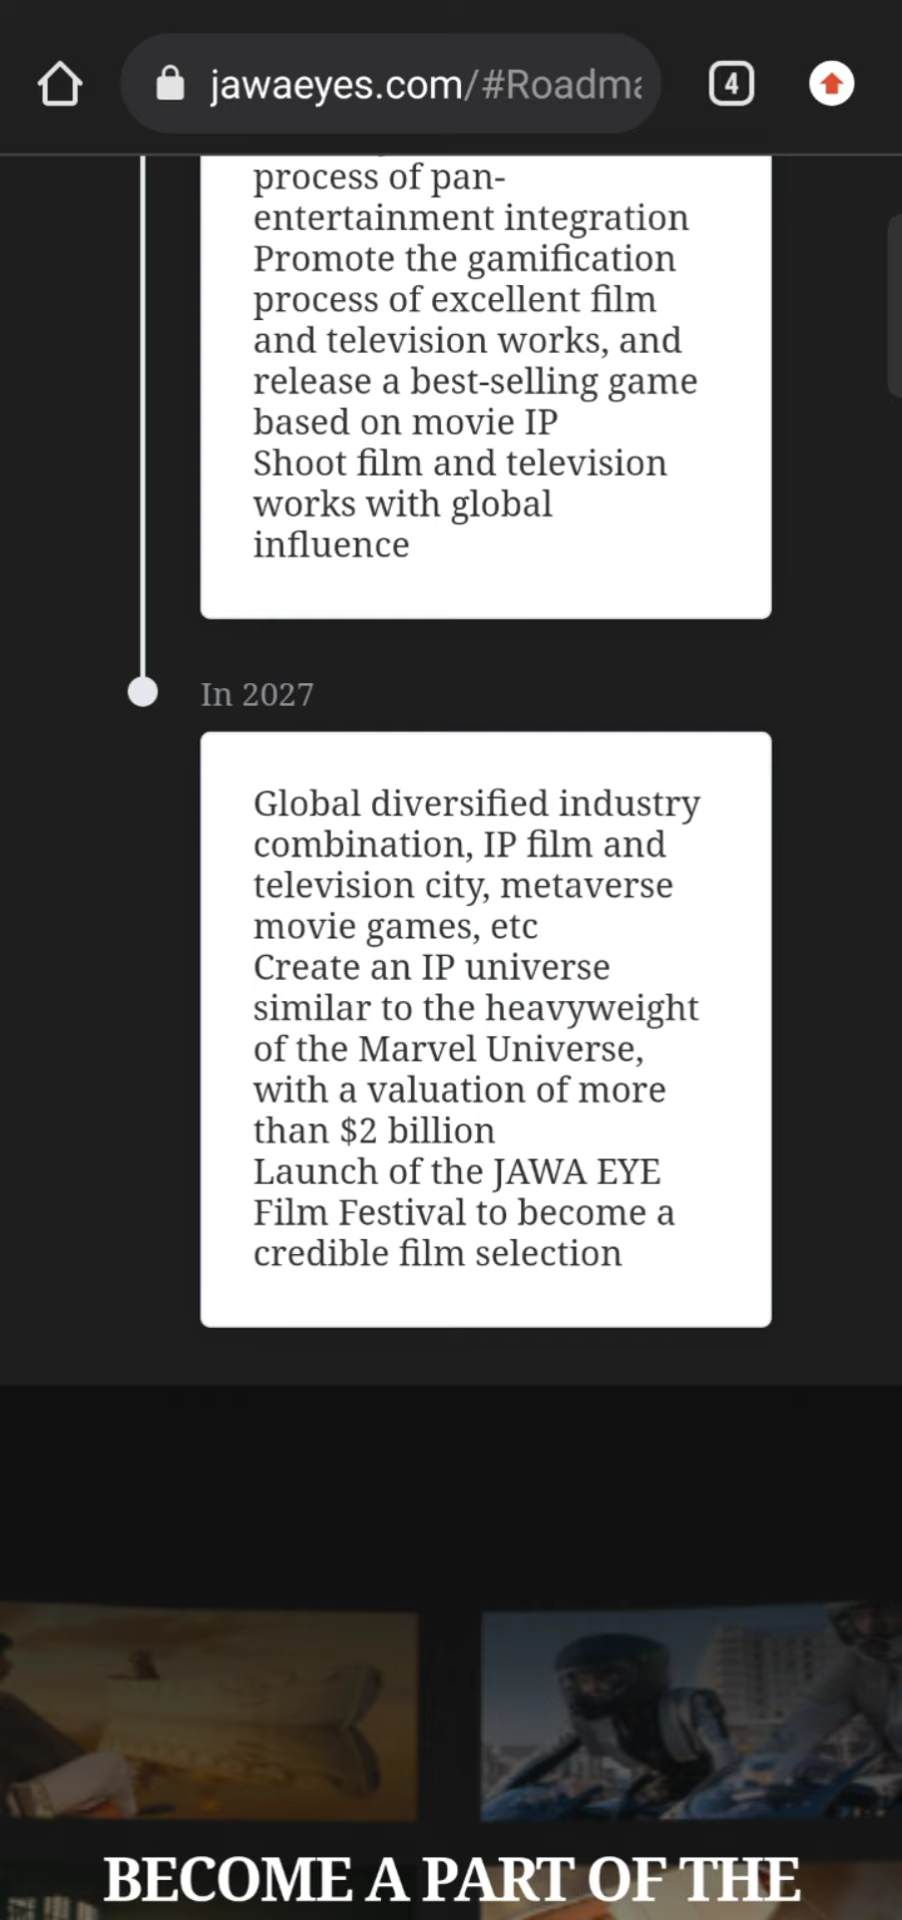 jawaeyes.com/#Roadma
4
process of pan-
entertainment integration
Promote the gamification
process of excellent film
and television works, and
release a best-selling game
based on movie IP
Shoot film and television
works with global
influence
In 2027
Global diversified industry
combination, IP film and
television city, metaverse
movie games, etc
Create an IP universe
similar to the heavyweight
of the Marvel Universe,
with a valuation of more
than $2 billion
Launch of the JAWA EYE
Film Festival to become a
credible film selection
BECOME A PART OF THE